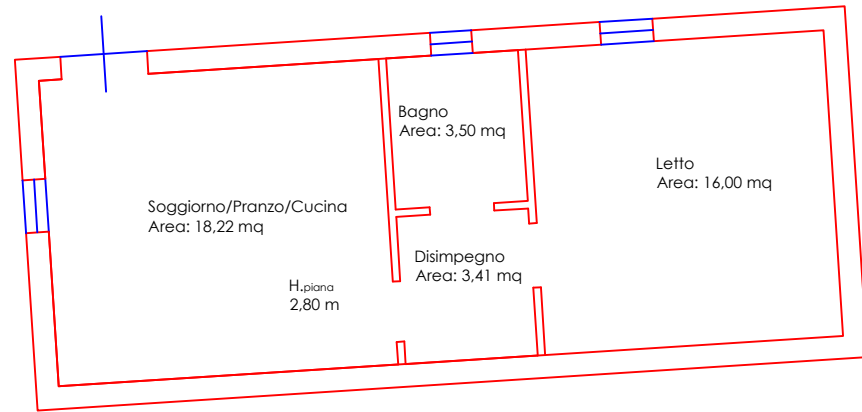 Bagno
Area: 3,50 mq
Letto
Area: 16,00 mq
Soggiorno/Pranzo/Cucina
Area: 18,22 mq
Disimpegno
Area: 3,41 mq
H.piana
2,80 m